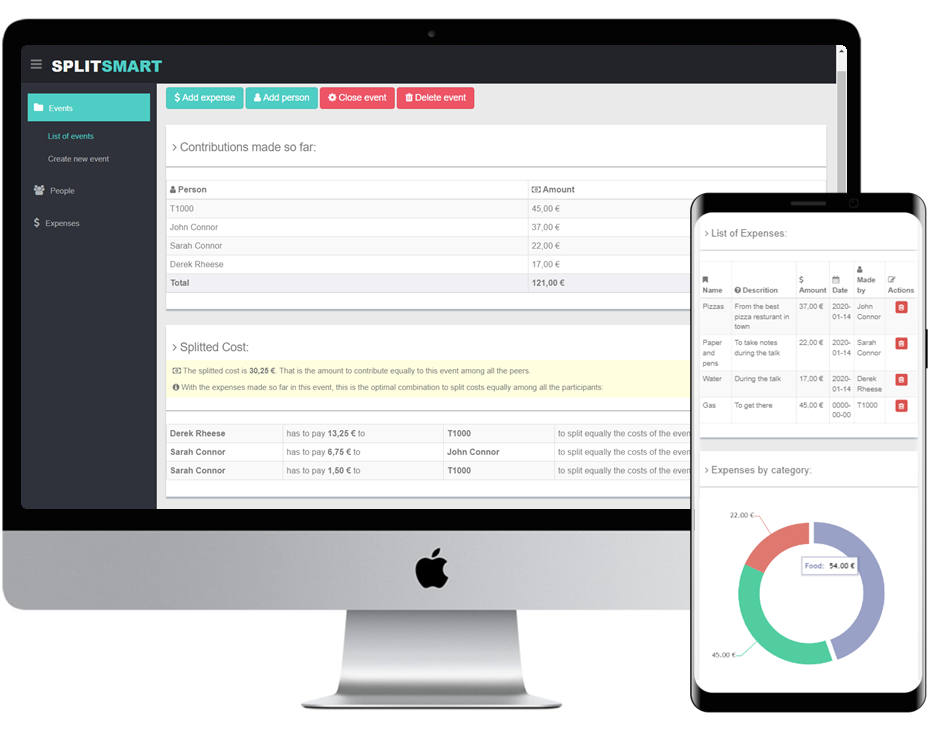 SPLITSMART
Events
List of events
Create new event
People
Expenses
Add expense Add person Close event Delete event
Contributions made so far:
Person Amount
T1000 45,00 €
John Connor 37,00 €
Sarah Connor 22,00 €
Derek Rheese 17,00 €
Total 121,00 €
Splitted Cost:
The splitted cost is 30,25 €. That is the amount to contribute equally to this event among all the peers.
With the expenses made so far in this event, this is the optimal combination to split costs equally among all the participants:
Derek Rheese has to pay 13,25 € to T1000 to split equally the costs of the even
Sarah Connor has to pay 6,75 € to John Connor to split equally the costs of the even
Sarah Connor has to pay 1,50 € to T1000 to split equally the costs of the even
List of Expenses:
Made
Name Descrition Amount Date by Actions
Pizzas From the best 37,00 € 2020- John
pizza resturant in 01-14 Connor
town
Paper To take notes 22,00 € 2020- Sarah
and during the talk 01-14 Connor
pens
Water During the talk 17,00 € 2020- Derek
01-14 Rheese
Gas To get there 45,00 € 0000- T1000
00-00
Expenses by category:
22.00 €
Food: 54.00 €
45.00 €